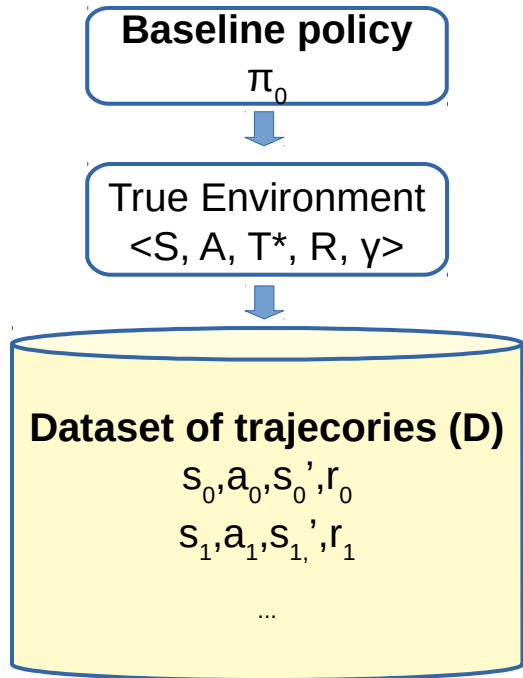 Baseline policy
π₀
True Environment
<S, A, T*, R, γ>
Dataset of trajecories (D)
s₀,a₀,s₀’,r₀
s₁,a₁,s₁,’,r₁
...